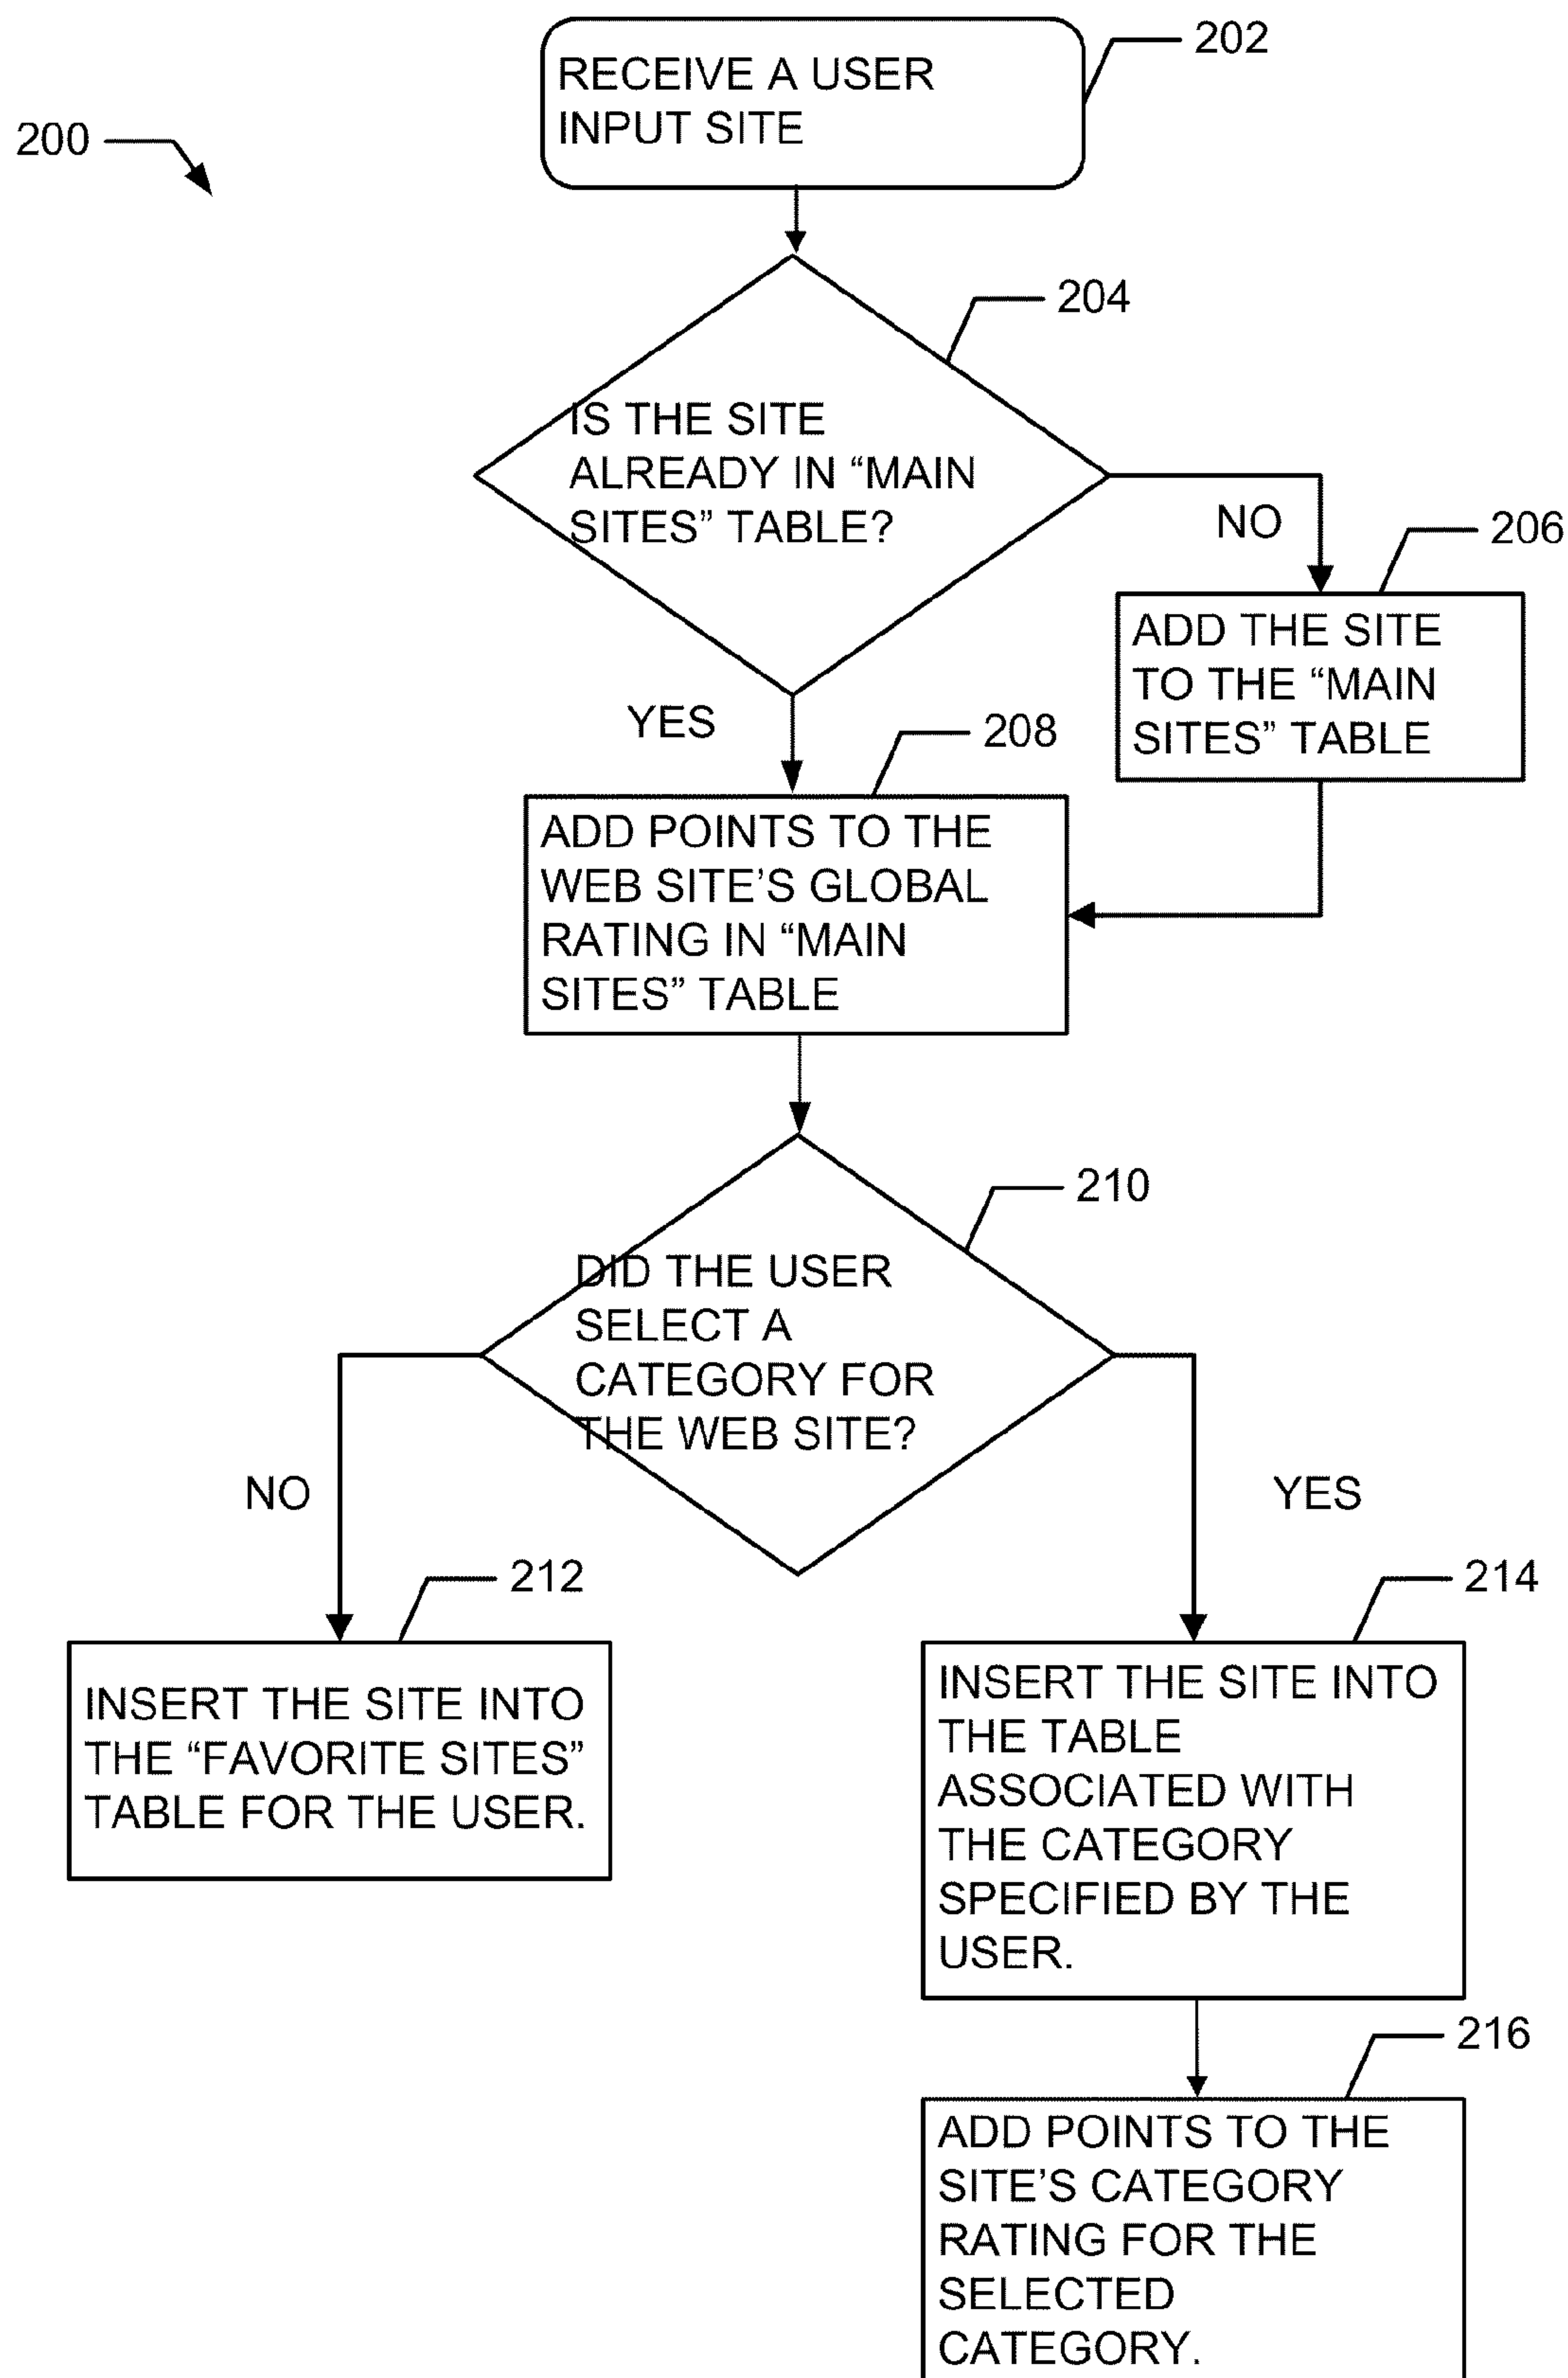 202
RECEIVE A USER
INPUT SITE
200
204
IS THE SITE
ALREADY IN “MAIN
SITES” TABLE?
NO
206
ADD THE SITE
TO THE “MAIN
SITES” TABLE
YES
208
ADD POINTS TO THE
WEB SITE’S GLOBAL
RATING IN “MAIN
SITES” TABLE
210
DID THE USER
SELECT A
CATEGORY FOR
THE WEB SITE?
NO
YES
212
INSERT THE SITE INTO
THE “FAVORITE SITES”
TABLE FOR THE USER.
214
INSERT THE SITE INTO
THE TABLE
ASSOCIATED WITH
THE CATEGORY
SPECIFIED BY THE
USER.
216
ADD POINTS TO THE
SITE’S CATEGORY
RATING FOR THE
SELECTED
CATEGORY.